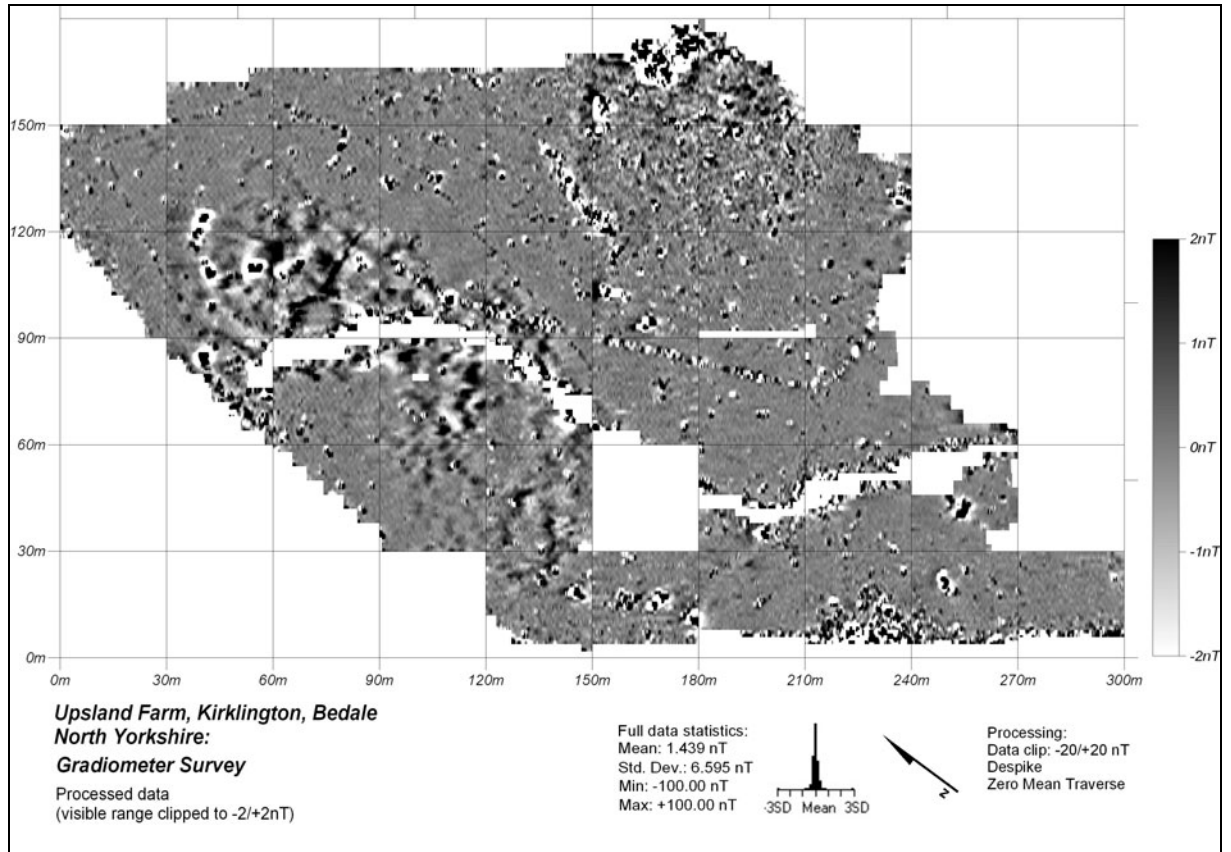 150m
120m
90m
60m
30m
0m
0m 30m 60m 90m 120m 150m 180m 210m 240m 270m 300m
2nT
1nT
0nT
-1nT
-2nT
Upsland Farm, Kirklington, Bedale
North Yorkshire:
Gradiometer Survey
Processed data
(visible range clipped to -2/+2nT)
Full data statistics:
Mean: 1.439 nT
Std. Dev.: 6.595 nT
Min: -100.00 nT
Max: +100.00 nT
-3SD Mean 3SD
N
Processing:
Data clip: -20/+20 nT
Despike
Zero Mean Traverse